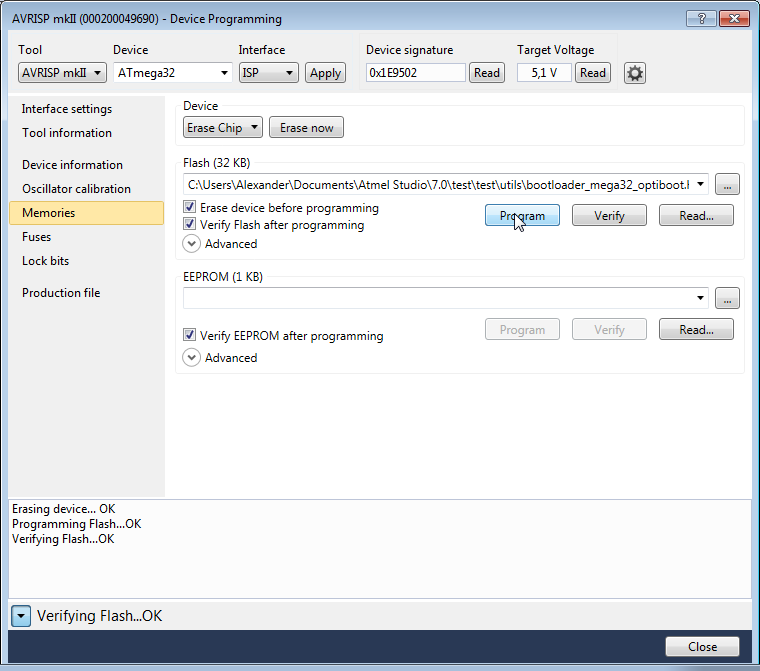 AVRISP mkII (000200049690) - Device Programming
?
Tool Device Interface Device signature Target Voltage
AVRISP mkII ATmega32 ISP Apply 0x1E9502 Read 5,1 V Read
Interface settings
Tool information
Device information
Oscillator calibration
Memories
Fuses
Lock bits
Production file
Device
Erase Chip Erase now
Flash (32 KB)
C:\Users\Alexander\Documents\Atmel Studio\7.0\test\test\utils\bootloader_mega32_optiboot.h ...
Erase device before programming
Verify Flash after programming
Program Verify Read...
Advanced
EEPROM (1 KB)
...
Verify EEPROM after programming
Program Verify Read...
Advanced
Erasing device... OK
Programming Flash...OK
Verifying Flash...OK
Verifying Flash...OK
Close